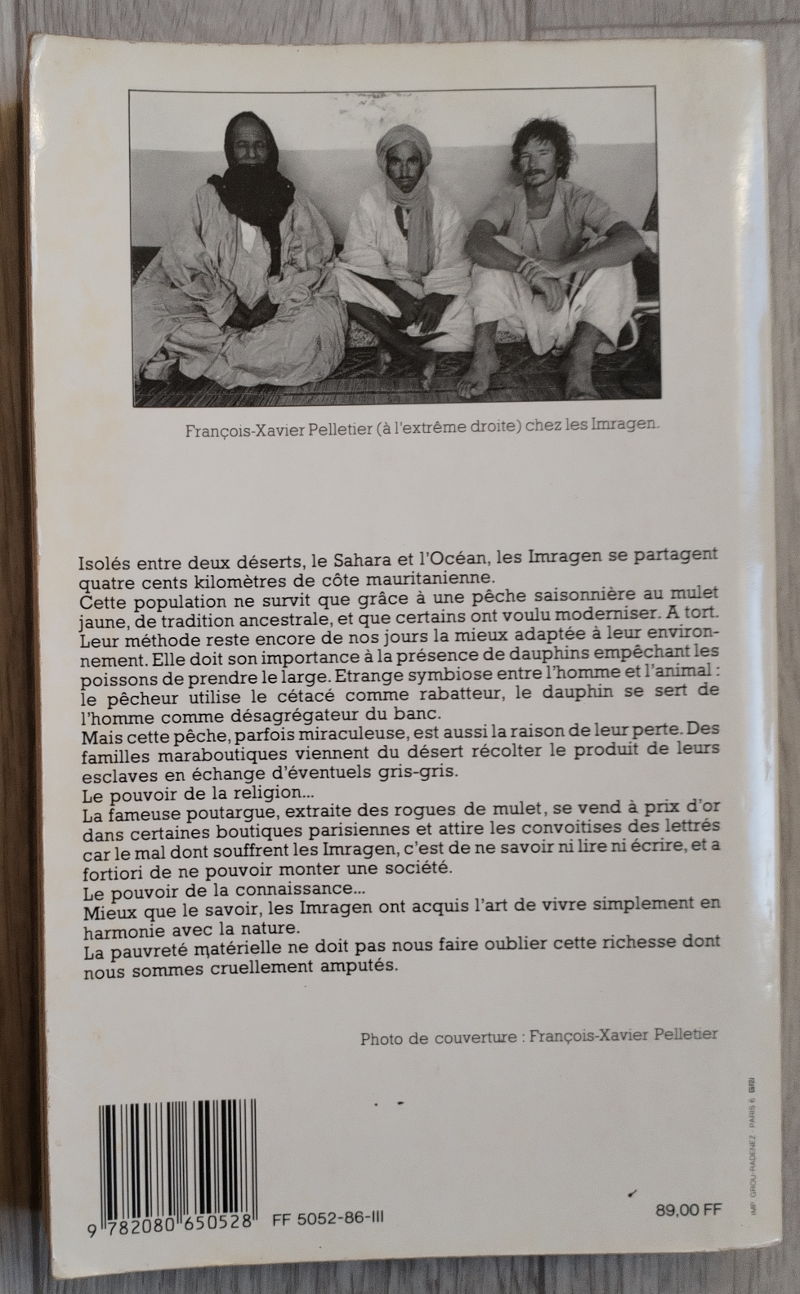 François-Xavier Pelletier (à l'extrême droite) chez les Imragen.
Isolés entre deux déserts, le Sahara et l'Océan, les Imragen se partagent
quatre cents kilomètres de côte mauritanienne.
Cette population ne survit que grâce à une pêche saisonnière au mulet
jaune, de tradition ancestrale, et que certains ont voulu moderniser. A tort.
Leur méthode reste encore de nos jours la mieux adaptée à leur environ-
nement. Elle doit son importance à la présence de dauphins empêchant les
poissons de prendre le large. Etrange symbiose entre l'homme et l'animal :
le pêcheur utilise le cétacé comme rabatteur, le dauphin se sert de
l'homme comme désagrégateur du banc.
Mais cette pêche, parfois miraculeuse, est aussi la raison de leur perte. Des
familles maraboutiques viennent du désert récolter le produit de leurs
esclaves en échange d'éventuels gris-gris.
Le pouvoir de la religion...
La fameuse poutargue, extraite des rogues de mulet, se vend à prix d'or
dans certaines boutiques parisiennes et attire les convoitises des lettrés
car le mal dont souffrent les Imragen, c'est de ne savoir ni lire ni écrire, et a
fortiori de ne pouvoir monter une société.
Le pouvoir de la connaissance...
Mieux que le savoir, les Imragen ont acquis l'art de vivre simplement en
harmonie avec la nature.
La pauvreté matérielle ne doit pas nous faire oublier cette richesse dont
nous sommes cruellement amputés.
Photo de couverture : François-Xavier Pelletier
9 782080 650528
FF 5052-86-III
89,00 FF
IMP. GROU-RADENEZ - PARIS 6